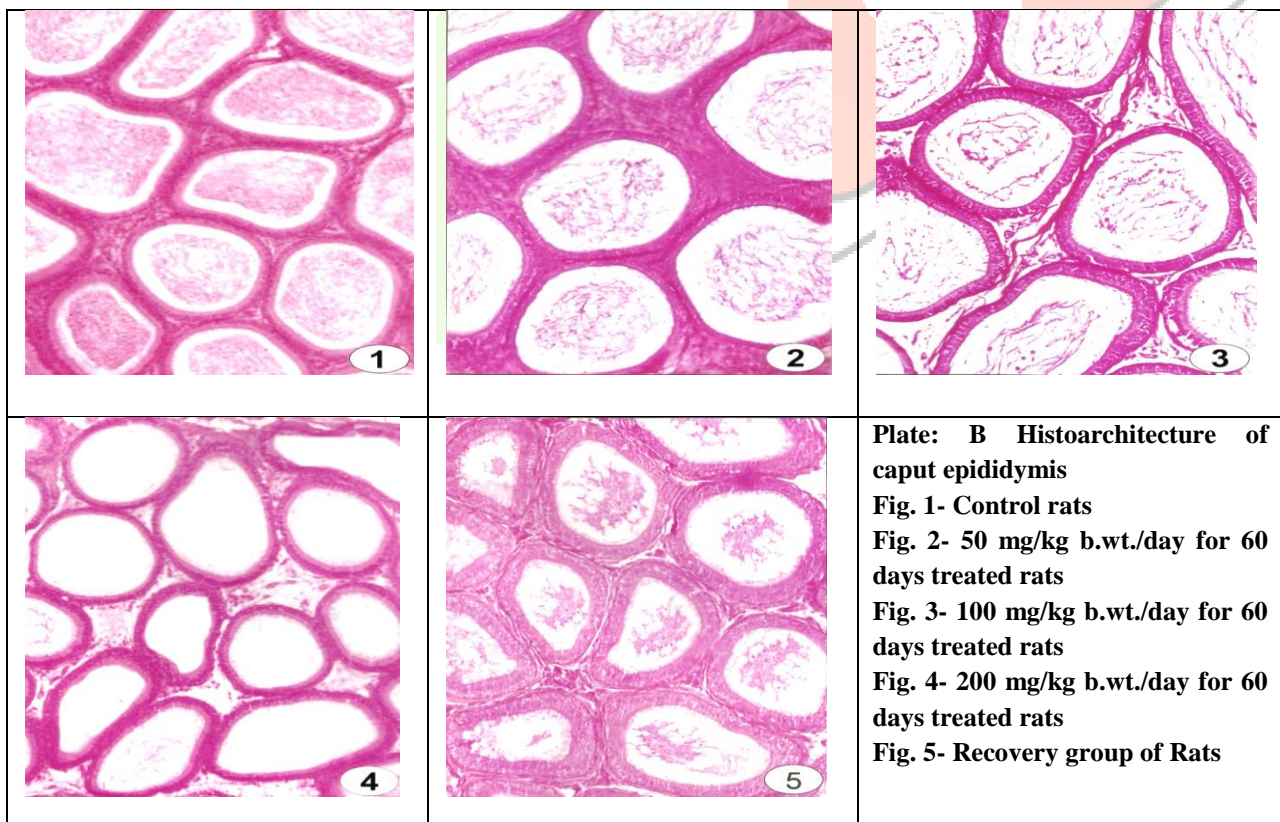 1
2
3
4
5
Plate: B Histoarchitecture of
caput epididymis
Fig. 1- Control rats
Fig. 2- 50 mg/kg b.wt./day for 60
days treated rats
Fig. 3- 100 mg/kg b.wt./day for 60
days treated rats
Fig. 4- 200 mg/kg b.wt./day for 60
days treated rats
Fig. 5- Recovery group of Rats